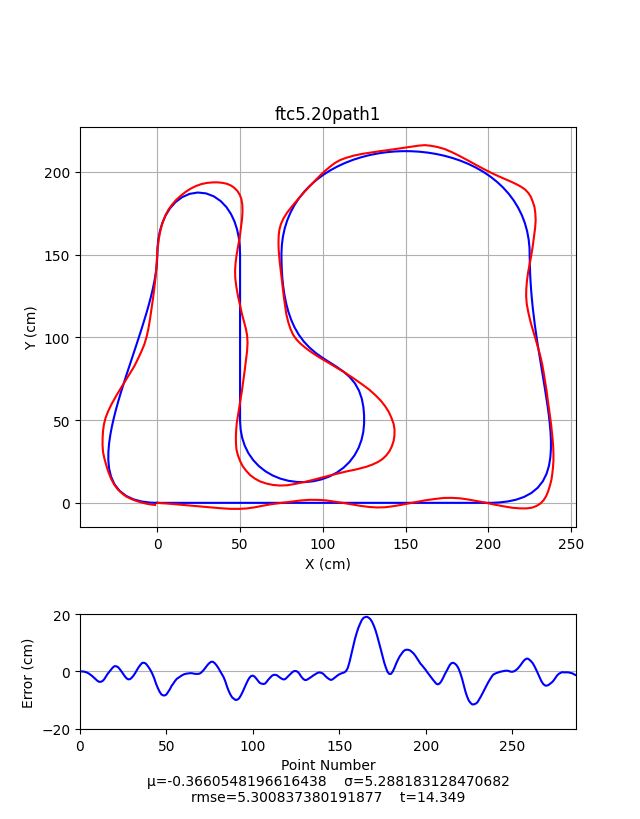 ftc5.20path1
200
150
100
50
0
Y (cm)
0 50 100 150 200 250
X (cm)
20
0
−20
Error (cm)
0 50 100 150 200 250
Point Number
μ=-0.3660548196616438 σ=5.288183128470682
rmse=5.300837380191877 t=14.349